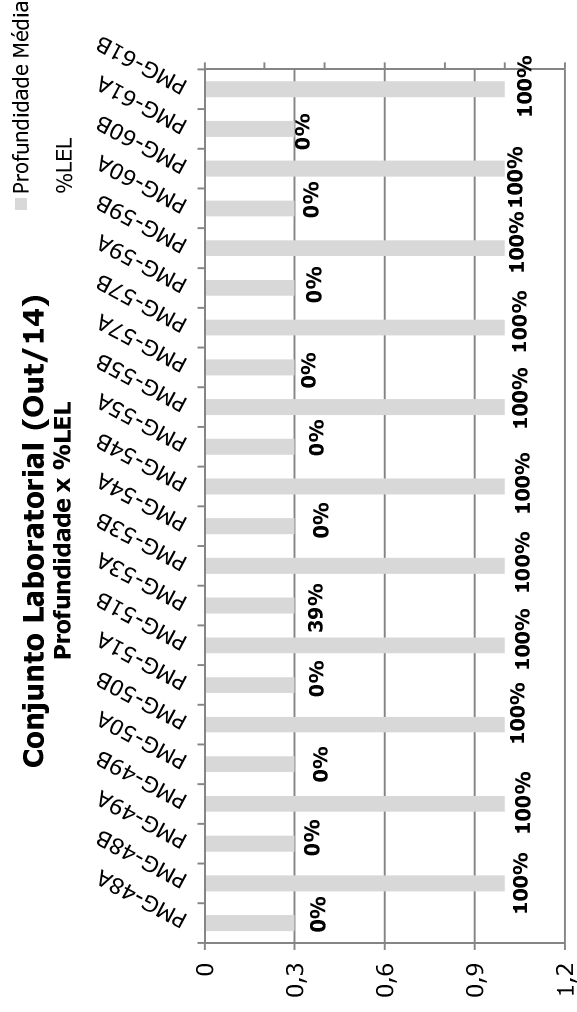 Conjunto Laboratorial (Out/14)
Profundidade x %LEL
Profundidade Média
%LEL
PMG-48A
PMG-48B
PMG-49A
PMG-49B
PMG-50A
PMG-50B
PMG-51A
PMG-51B
PMG-53A
PMG-53B
PMG-54A
PMG-54B
PMG-55A
PMG-55B
PMG-57A
PMG-57B
PMG-59A
PMG-59B
PMG-60A
PMG-60B
PMG-61A
PMG-61B
0
0,3
0,6
0,9
1,2
0%
100%
0%
100%
0%
100%
0%
100%
39%
100%
0%
100%
0%
100%
0%
100%
0%
100%
0%
100%
0%
100%